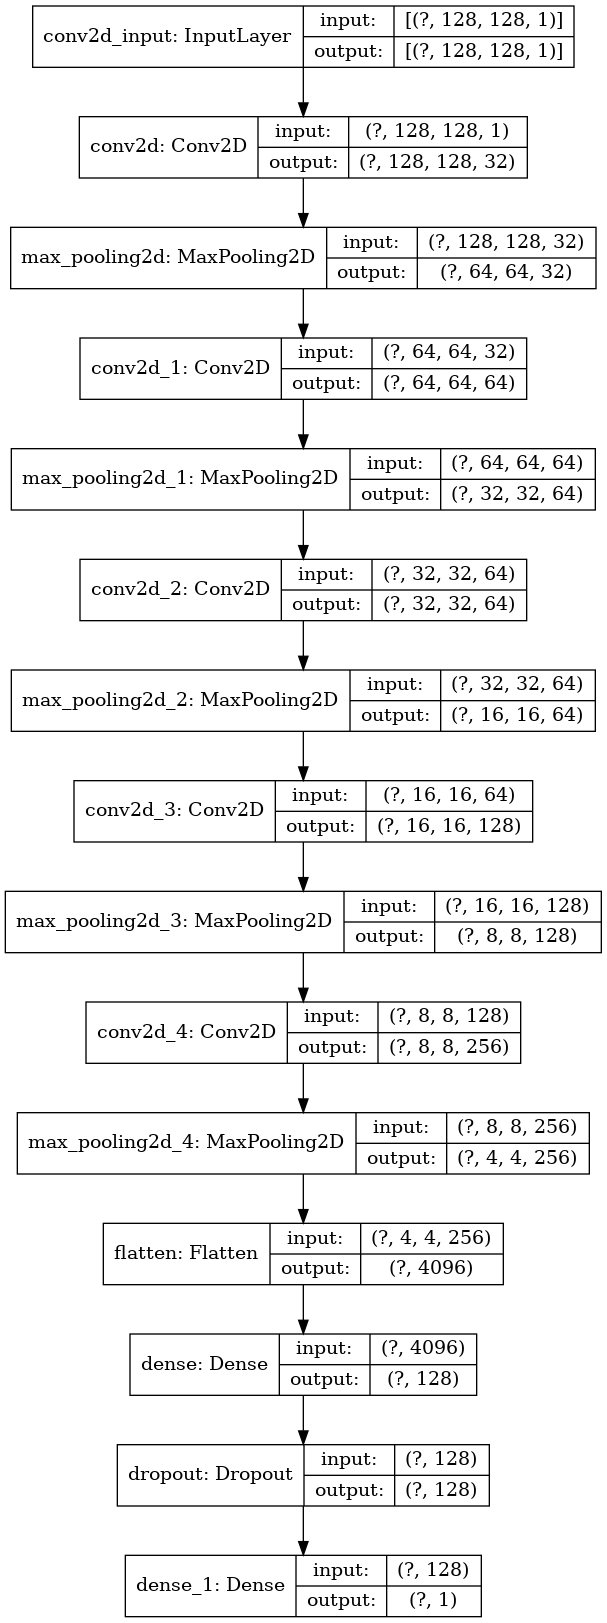 conv2d_input: InputLayer
input: [(?, 128, 128, 1)]
output: [(?, 128, 128, 1)]
conv2d: Conv2D
input: (?, 128, 128, 1)
output: (?, 128, 128, 32)
max_pooling2d: MaxPooling2D
input: (?, 128, 128, 32)
output: (?, 64, 64, 32)
conv2d_1: Conv2D
input: (?, 64, 64, 32)
output: (?, 64, 64, 64)
max_pooling2d_1: MaxPooling2D
input: (?, 64, 64, 64)
output: (?, 32, 32, 64)
conv2d_2: Conv2D
input: (?, 32, 32, 64)
output: (?, 32, 32, 64)
max_pooling2d_2: MaxPooling2D
input: (?, 32, 32, 64)
output: (?, 16, 16, 64)
conv2d_3: Conv2D
input: (?, 16, 16, 64)
output: (?, 16, 16, 128)
max_pooling2d_3: MaxPooling2D
input: (?, 16, 16, 128)
output: (?, 8, 8, 128)
conv2d_4: Conv2D
input: (?, 8, 8, 128)
output: (?, 8, 8, 256)
max_pooling2d_4: MaxPooling2D
input: (?, 8, 8, 256)
output: (?, 4, 4, 256)
flatten: Flatten
input: (?, 4, 4, 256)
output: (?, 4096)
dense: Dense
input: (?, 4096)
output: (?, 128)
dropout: Dropout
input: (?, 128)
output: (?, 128)
dense_1: Dense
input: (?, 128)
output: (?, 1)